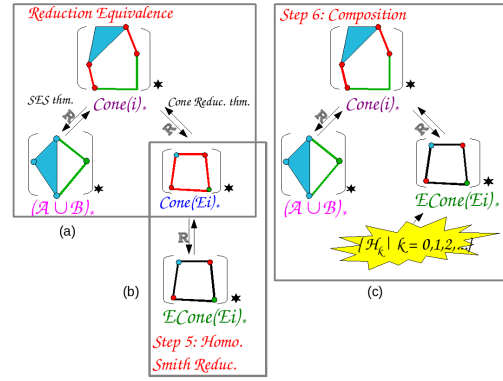 Reduction Equivalence
SES thm.
Cone(i)*
Cone Reduc. thm.
R
R
(A ∪ B)*
Cone(Ei)*
(a)
R
(b)
ECone(Ei)*
Step 5: Homo.
Smith Reduc.
Step 6: Composition
Cone(i)*
(A ∪ B)*
ECone(Ei)*
{H_k | k = 0,1,2,...}
(c)